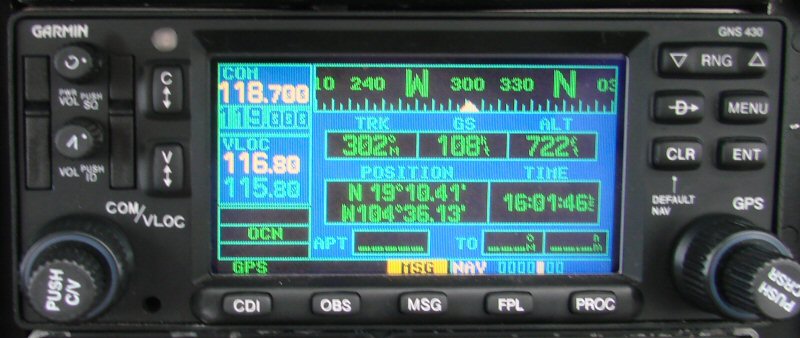 GARMIN
GNS 430
PWR
VOL
PUSH
SQ
VOL
PUSH
ID
C
V
COM/VLOC
PUSH
C/V
COM
118.700
119.000
VLOC
116.80
115.80
OCN
GPS
10 240 W 300 330 N 03
TRK GS ALT
302°M 108 722
POSITION TIME
N 19°10.41'
W104°36.13'
16:01:46
APT TO
MSG NAV
CDI OBS MSG FPL PROC
RNG
D MENU
CLR ENT
DEFAULT
NAV
GPS
PUSH
CRSR